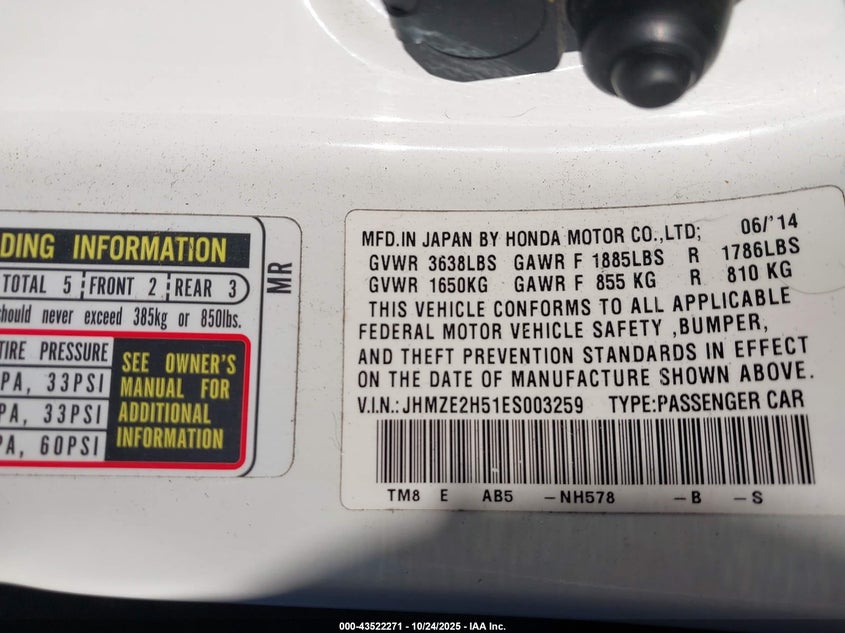 DING INFORMATION
TOTAL 5 FRONT 2 REAR 3
hould never exceed 385kg or 850lbs.
TIRE PRESSURE
PA, 33PSI
PA, 33PSI
PA, 60PSI
SEE OWNER'S
MANUAL FOR
ADDITIONAL
INFORMATION
MR
MFD.IN JAPAN BY HONDA MOTOR CO.,LTD; 06/'14
GVWR 3638LBS GAWR F 1885LBS R 1786LBS
GVWR 1650KG GAWR F 855 KG R 810 KG
THIS VEHICLE CONFORMS TO ALL APPLICABLE
FEDERAL MOTOR VEHICLE SAFETY ,BUMPER,
AND THEFT PREVENTION STANDARDS IN EFFECT
ON THE DATE OF MANUFACTURE SHOWN ABOVE.
V.I.N.: JHMZE2H51ES003259 TYPE:PASSENGER CAR
TM8 E AB5 -NH578 -B -S
000-43522271 - 10/24/2025 - IAA Inc.